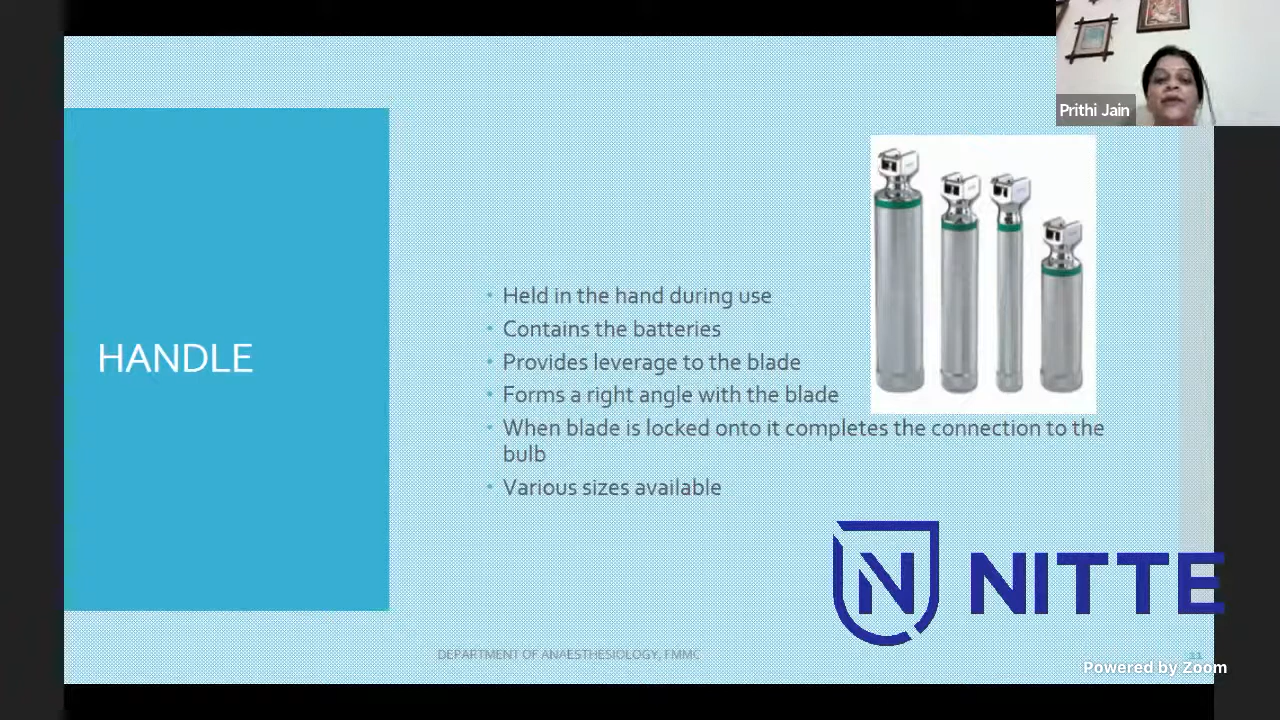 Prithi Jain
HANDLE
Held in the hand during use
Contains the batteries
Provides leverage to the blade
Forms a right angle with the blade
When blade is locked onto it completes the connection to the
bulb
Various sizes available
N NITTE
DEPARTMENT OF ANAESTHESIOLOGY, FMMC
11
Powered by Zoom